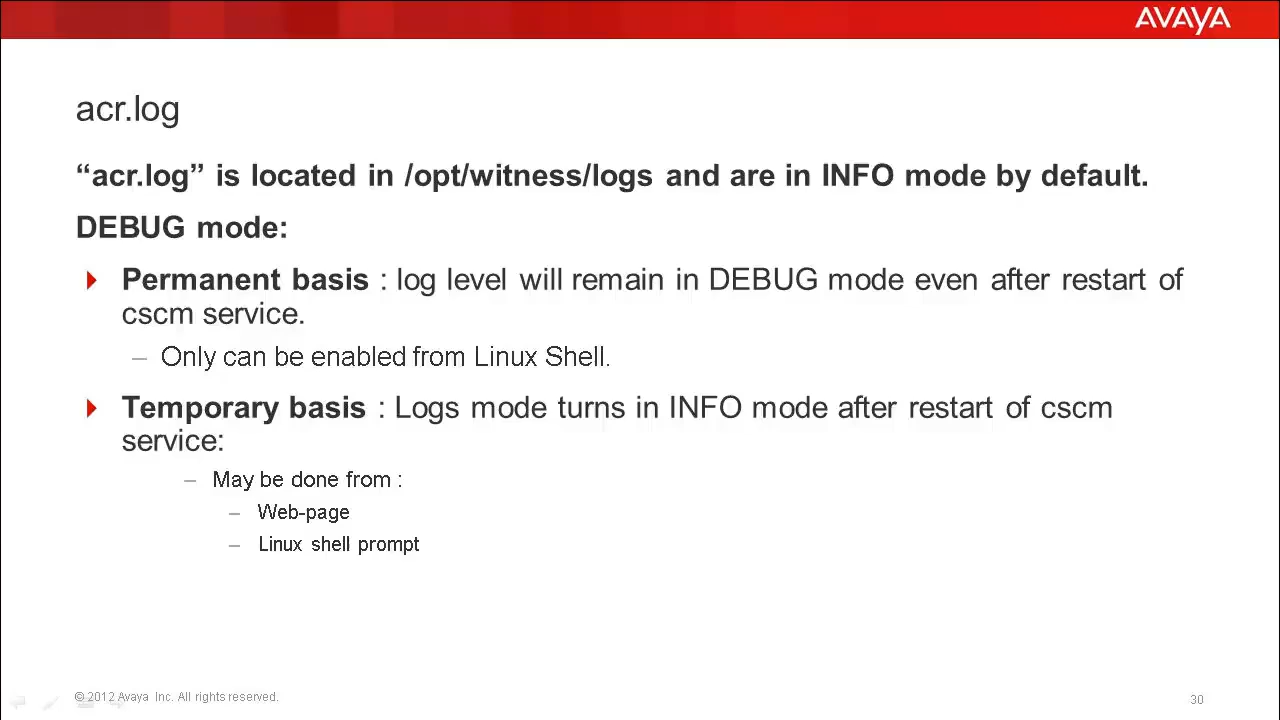 AVAYA
acr.log
“acr.log” is located in /opt/witness/logs and are in INFO mode by default.
DEBUG mode:
Permanent basis : log level will remain in DEBUG mode even after restart of
cscm service.
– Only can be enabled from Linux Shell.
Temporary basis : Logs mode turns in INFO mode after restart of cscm
service:
– May be done from :
– Web-page
– Linux shell prompt
© 2012 Avaya Inc. All rights reserved.
30